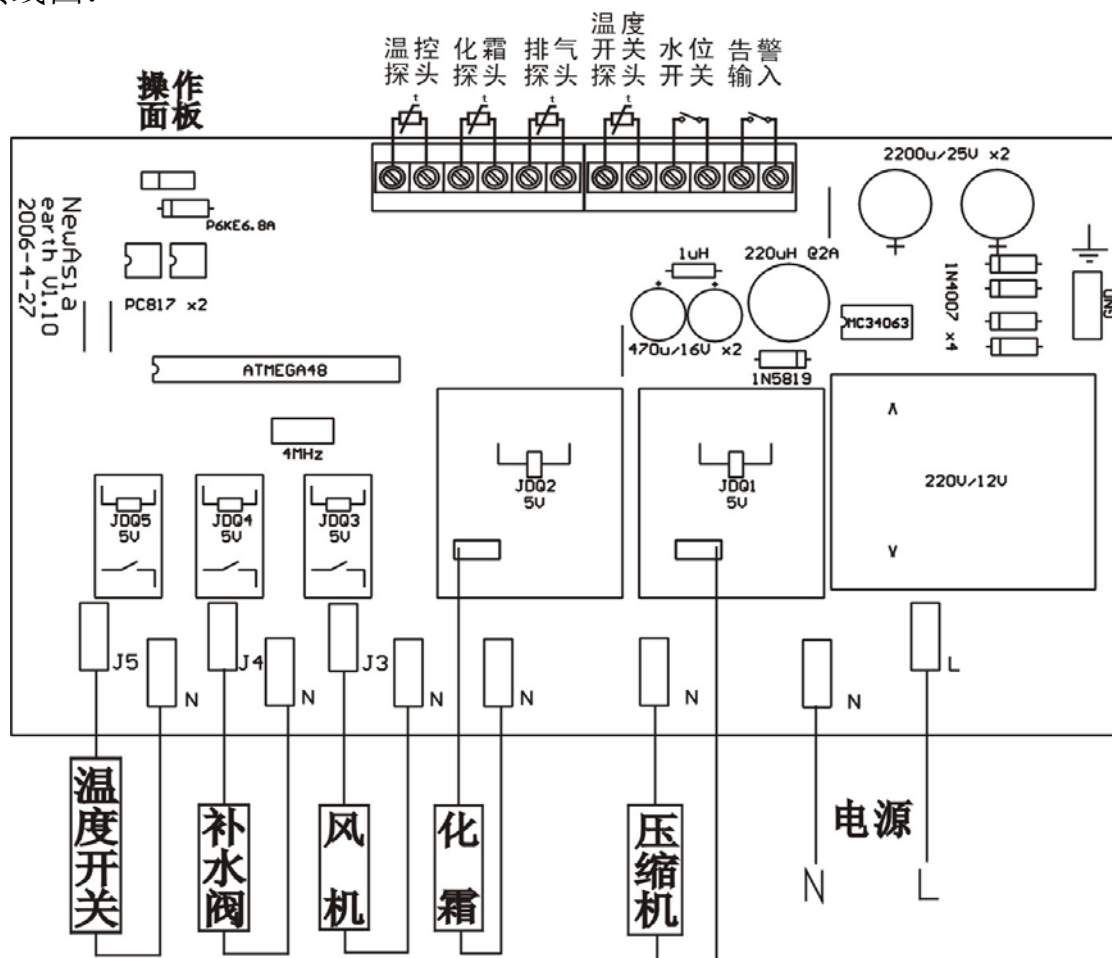 接线图:
温控
探头
化霜
探头
排气
探头
温度
开关
探头
水位
开关
告警
输入
操作
面板
2200u/25V x2
P6KE6.8A
NewAsia
earth V1.10
2006-4-27
PC817 x2
1uH
220uH @2A
470u/16V x2
1N5819
MC34063
1N4007 x4
GND
ATMEGA48
4MHz
JDQ5
5V
JDQ4
5V
JDQ3
5V
JDQ2
5V
JDQ1
5V
220V/12V
J5
N
J4
N
J3
N
N
N
N
L
温度开关
补水阀
风机
化霜
压缩机
电源
N
L